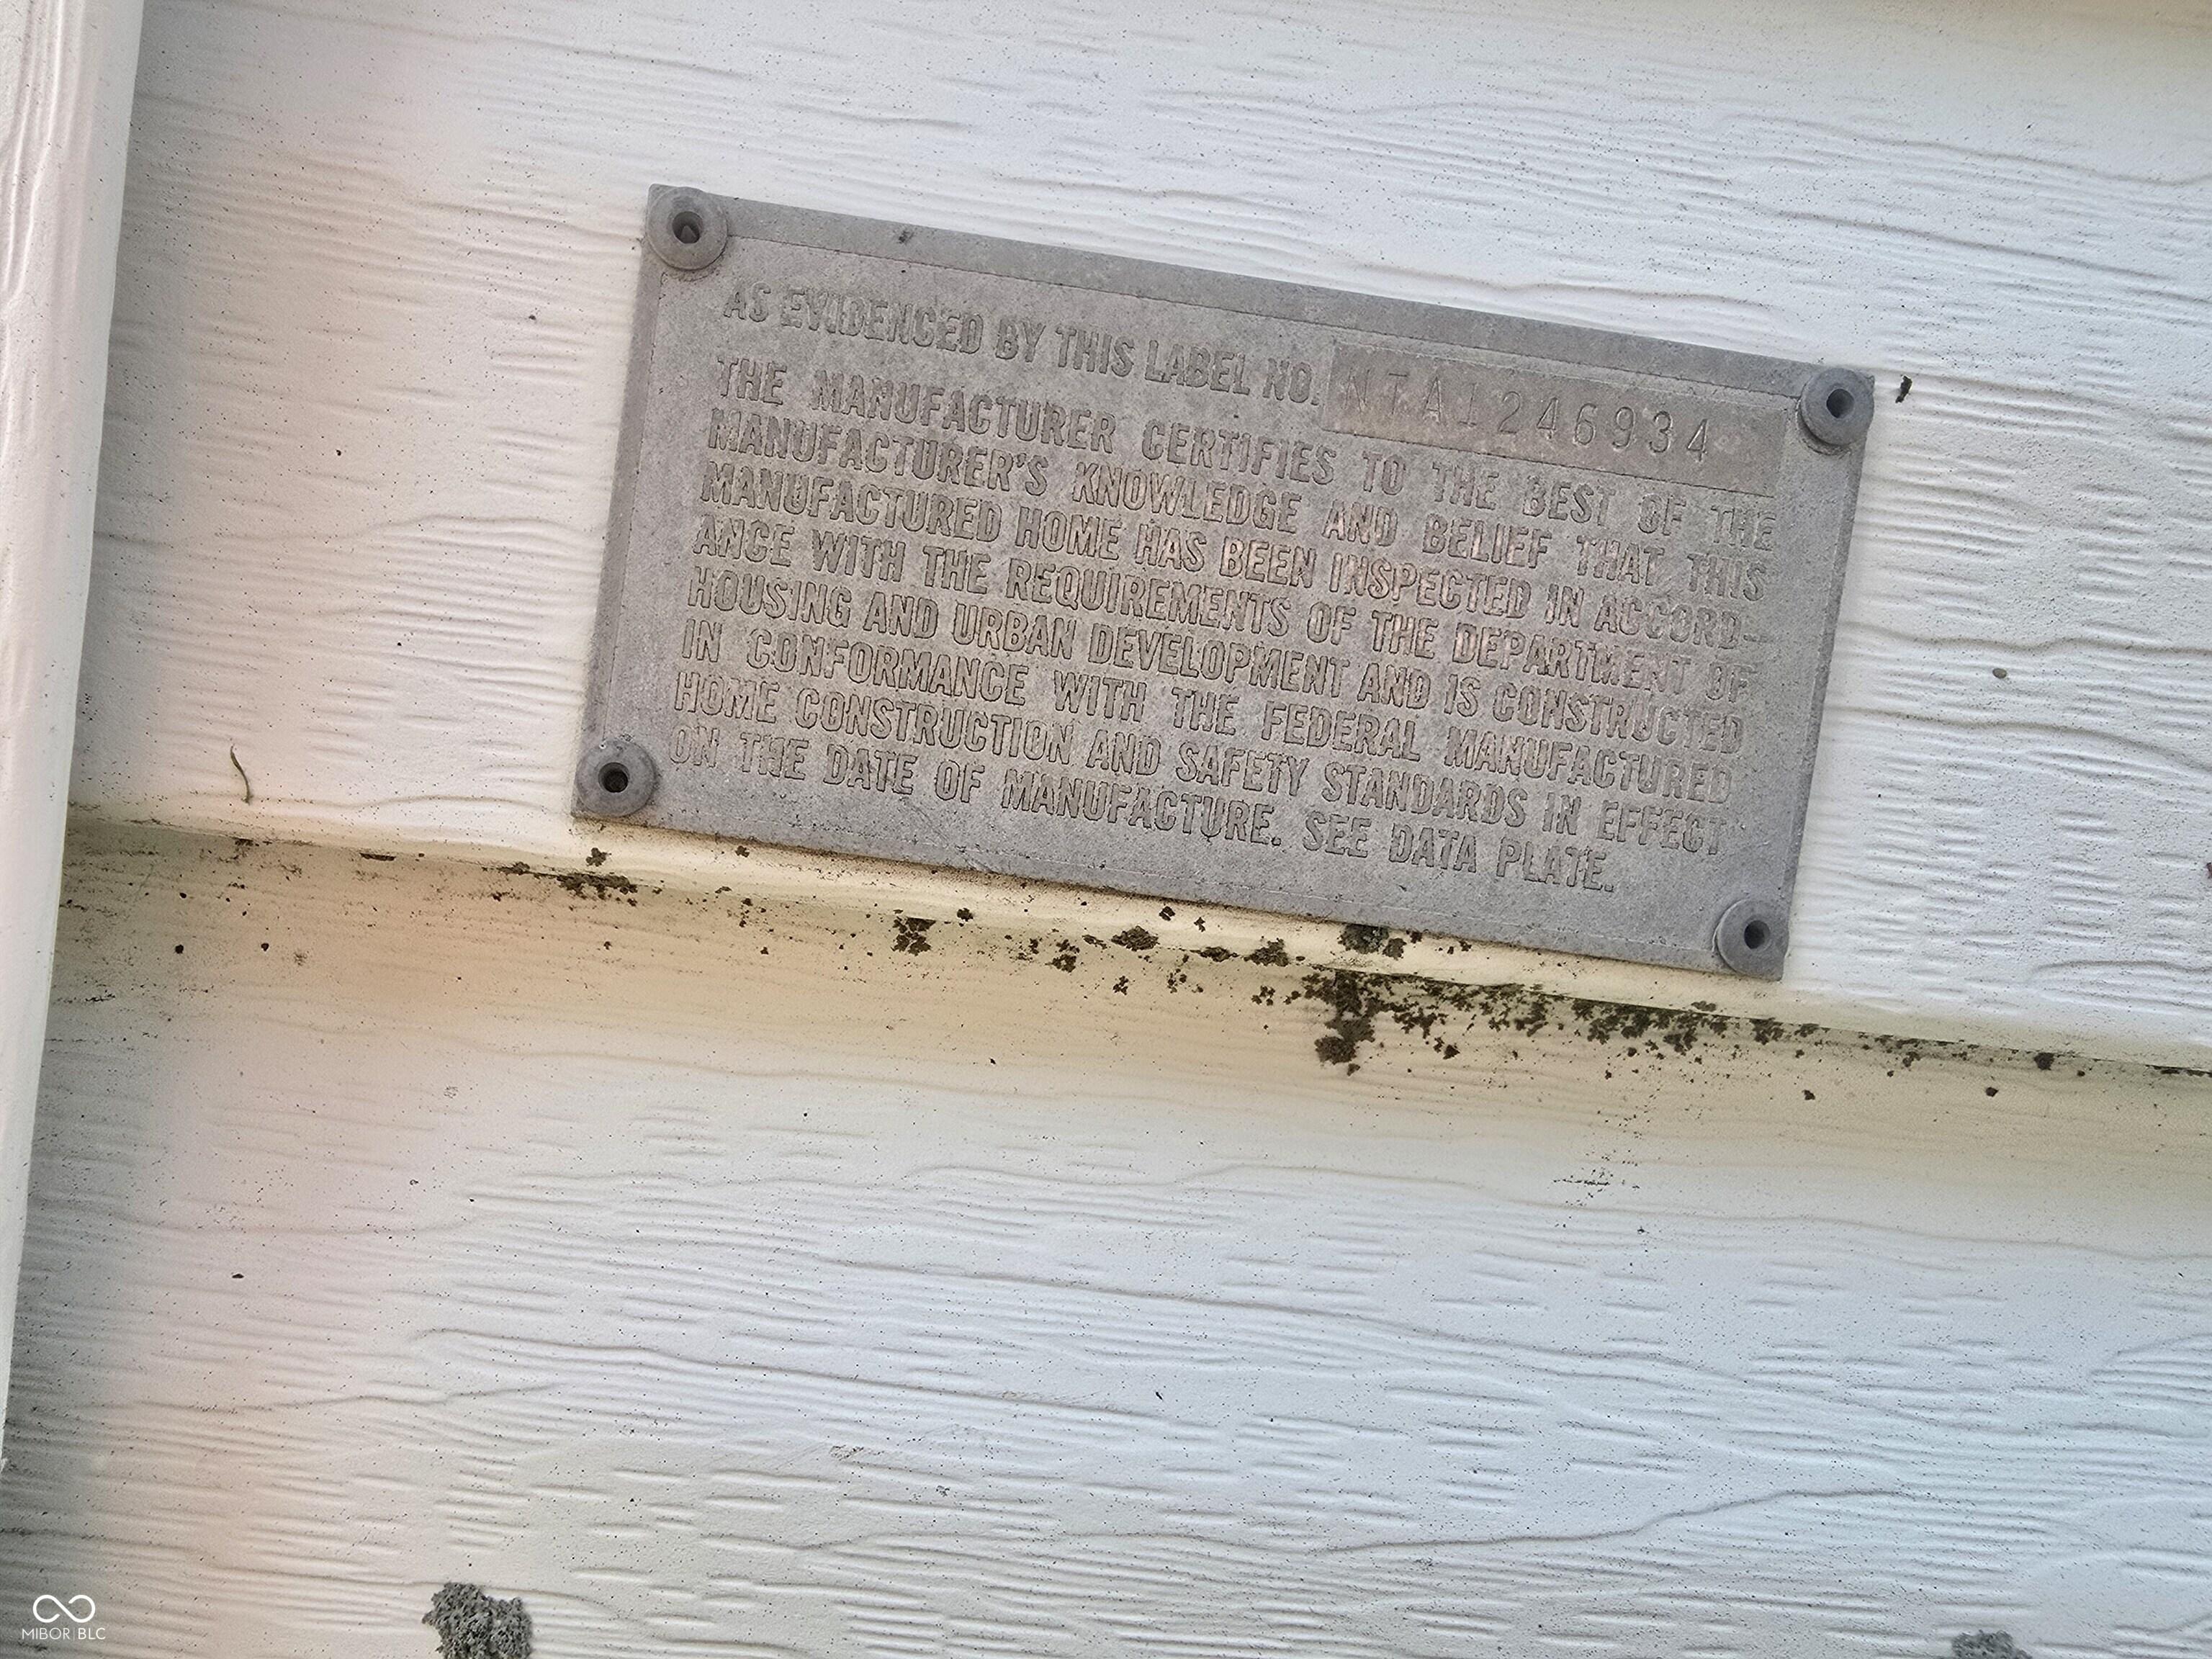 AS EVIDENCED BY THIS LABEL NO. NTA1246934
THE MANUFACTURER CERTIFIES TO THE BEST OF THE
MANUFACTURER'S KNOWLEDGE AND BELIEF THAT THIS
MANUFACTURED HOME HAS BEEN INSPECTED IN ACCORD-
ANCE WITH THE REQUIREMENTS OF THE DEPARTMENT OF
HOUSING AND URBAN DEVELOPMENT AND IS CONSTRUCTED
IN CONFORMANCE WITH THE FEDERAL MANUFACTURED
HOME CONSTRUCTION AND SAFETY STANDARDS IN EFFECT
ON THE DATE OF MANUFACTURE. SEE DATA PLATE.
MIBOR | BLC